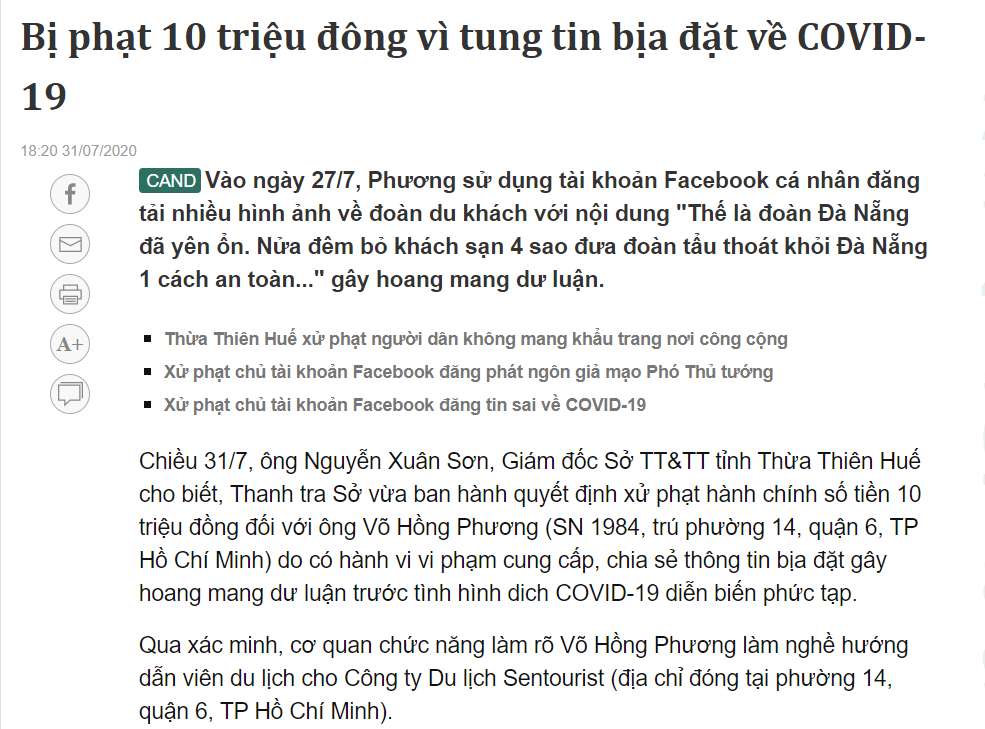 Bị phạt 10 triệu đông vì tung tin bịa đặt về COVID-
19
18:20 31/07/2020
CAND Vào ngày 27/7, Phương sử dụng tài khoản Facebook cá nhân đăng
tải nhiều hình ảnh về đoàn du khách với nội dung "Thế là đoàn Đà Nẵng
đã yên ổn. Nửa đêm bỏ khách sạn 4 sao đưa đoàn tẩu thoát khỏi Đà Nẵng
1 cách an toàn..." gây hoang mang dư luận.
Thừa Thiên Huế xử phạt người dân không mang khẩu trang nơi công cộng
A+
Xử phạt chủ tài khoản Facebook đăng phát ngôn giả mạo Phó Thủ tướng
Xử phạt chủ tài khoản Facebook đăng tin sai về COVID-19
Chiều 31/7, ông Nguyễn Xuân Sơn, Giám đốc Sở TT&TT tỉnh Thừa Thiên Huế
cho biết, Thanh tra Sở vừa ban hành quyết định xử phạt hành chính số tiền 10
triệu đồng đối với ông Võ Hồng Phương (SN 1984, trú phường 14, quận 6, TP
Hồ Chí Minh) do có hành vi vi phạm cung cấp, chia sẻ thông tin bịa đặt gây
hoang mang dư luận trước tình hình dich COVID-19 diễn biến phức tạp.
Qua xác minh, cơ quan chức năng làm rõ Võ Hồng Phương làm nghề hướng
dẫn viên du lịch cho Công ty Du lịch Sentourist (địa chỉ đóng tại phường 14,
quận 6, TP Hồ Chí Minh).